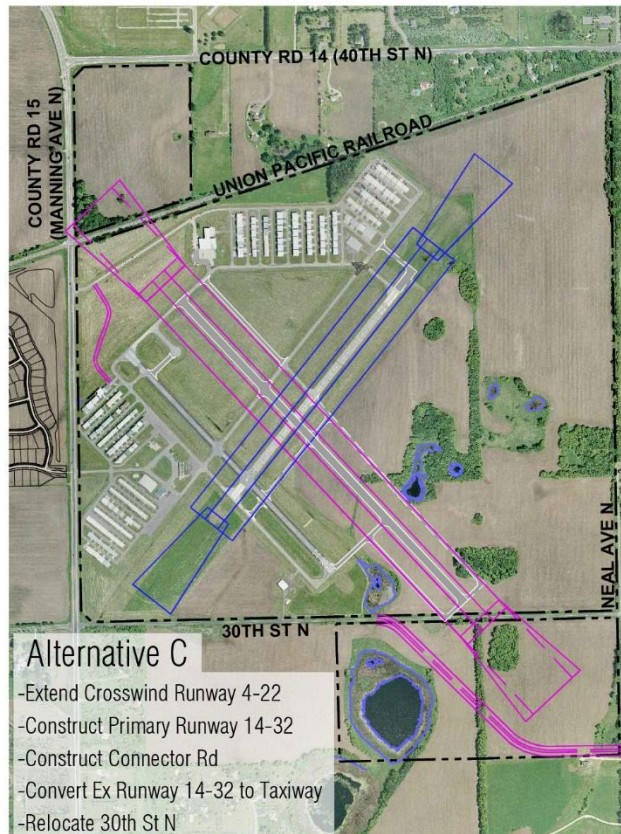 COUNTY RD 14 (40TH ST N)
COUNTY RD 15
(MANNING AVE N)
UNION PACIFIC RAILROAD
NEAL AVE N
30TH ST N
Alternative C
-Extend Crosswind Runway 4-22
-Construct Primary Runway 14-32
-Construct Connector Rd
-Convert Ex Runway 14-32 to Taxiway
-Relocate 30th St N